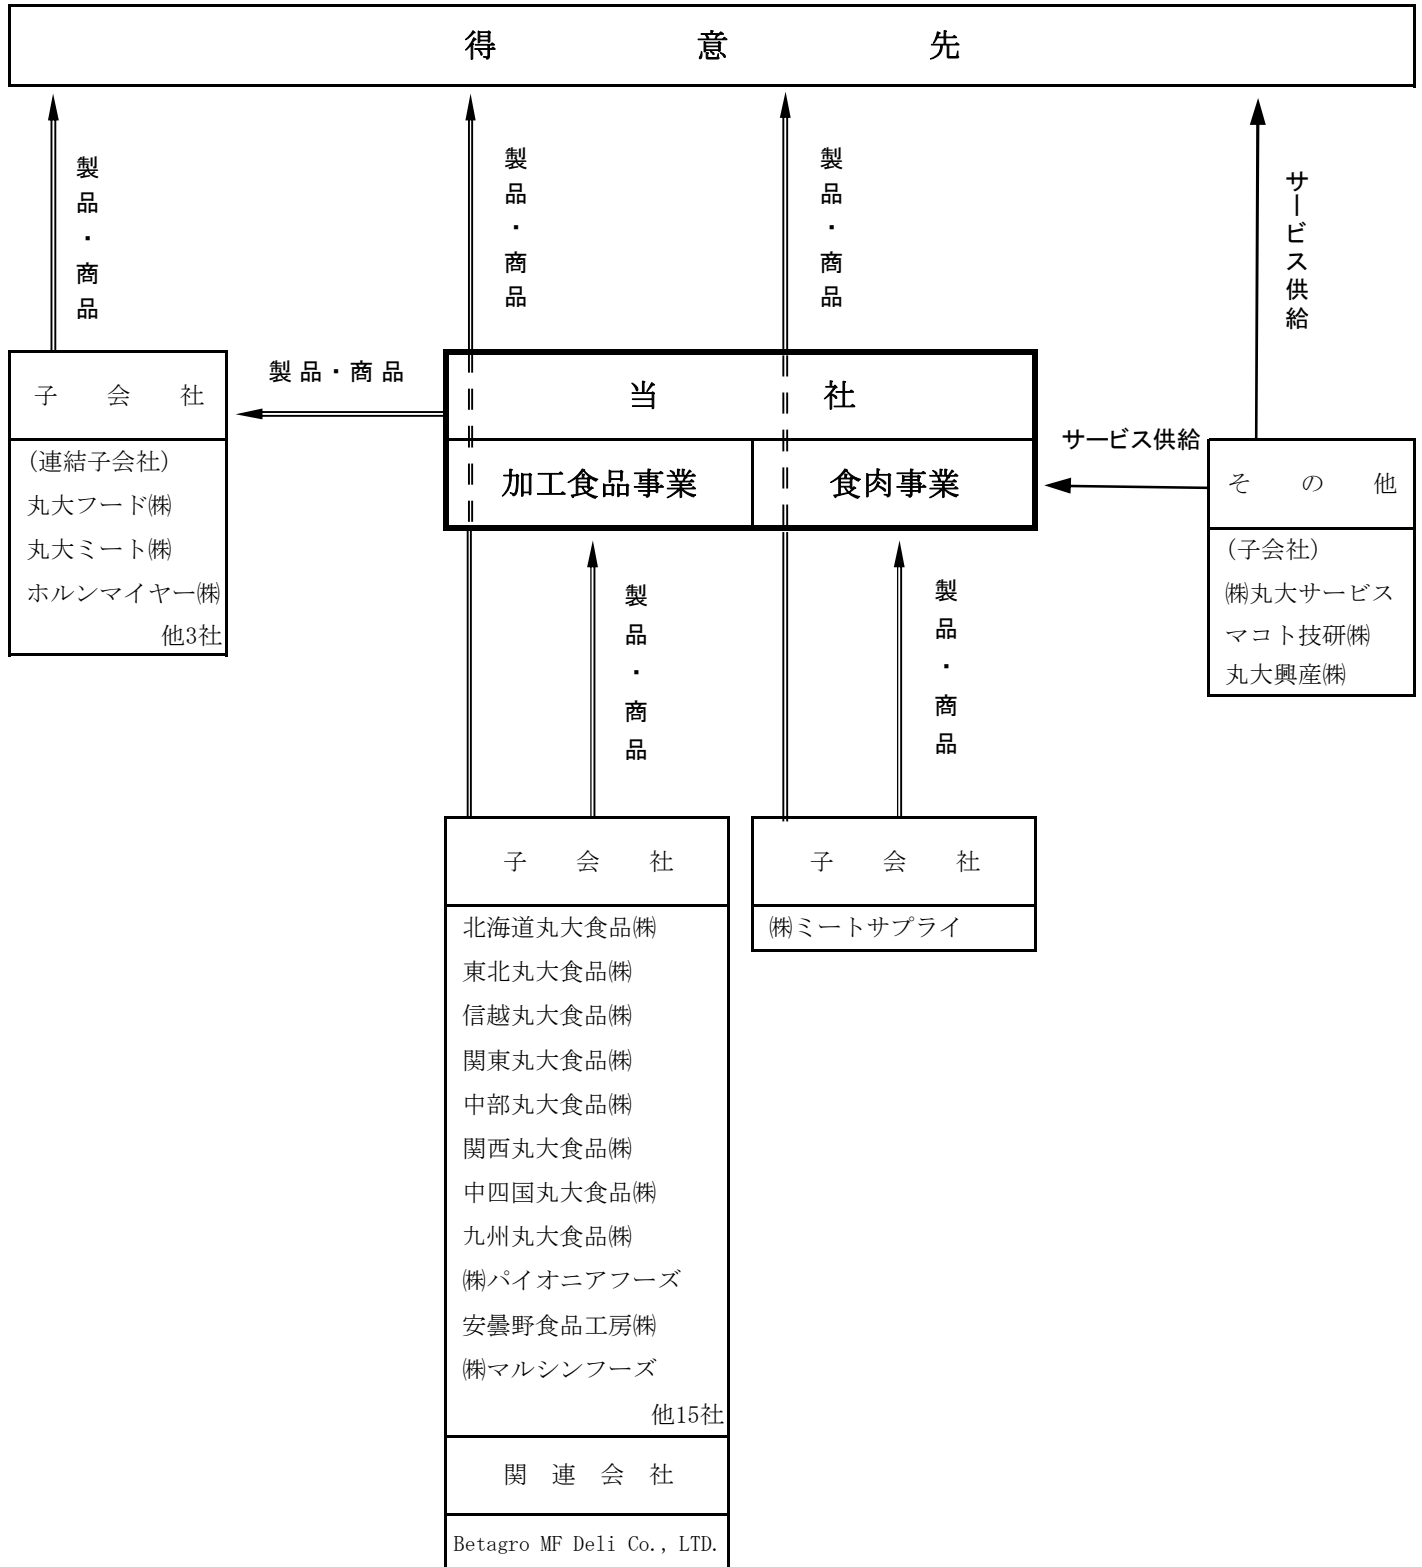 得意先
製品・商品
製品・商品
製品・商品
サービス供給
子会社
(連結子会社)
丸大フード㈱
丸大ミート㈱
ホルンマイヤー㈱
他3社
製品・商品
当社
加工食品事業
食肉事業
サービス供給
その他
(子会社)
㈱丸大サービス
マコト技研㈱
丸大興産㈱
製品・商品
製品・商品
子会社
北海道丸大食品㈱
東北丸大食品㈱
信越丸大食品㈱
関東丸大食品㈱
中部丸大食品㈱
関西丸大食品㈱
中四国丸大食品㈱
九州丸大食品㈱
㈱パイオニアフーズ
安曇野食品工房㈱
㈱マルシンフーズ
他15社
関連会社
Betagro MF Deli Co., LTD.
子会社
㈱ミートサプライ